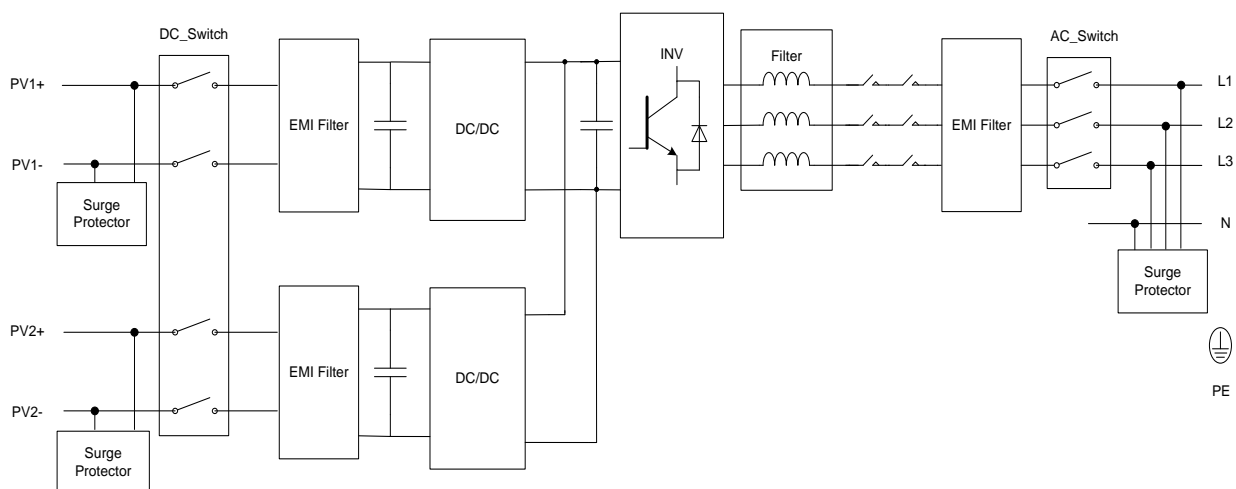 DC_Switch
PV1+
PV1-
Surge
Protector
EMI Filter
DC/DC
INV
Filter
EMI Filter
AC_Switch
L1
L2
L3
N
Surge
Protector
PE
PV2+
PV2-
Surge
Protector
EMI Filter
DC/DC